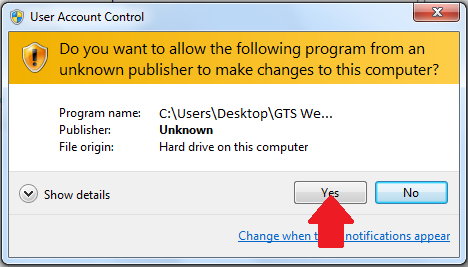 User Account Control
Do you want to allow the following program from an
unknown publisher to make changes to this computer?
Program name: C:\Users\Desktop\GTS We...
Publisher: Unknown
File origin: Hard drive on this computer
Show details
Yes
No
Change when notifications appear